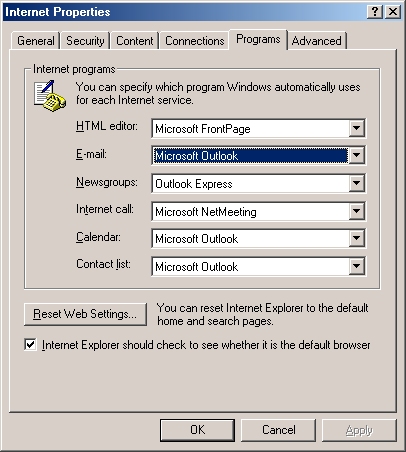 Internet Properties
General Security Content Connections Programs Advanced
Internet programs
You can specify which program Windows automatically uses
for each Internet service.
HTML editor: Microsoft FrontPage
E-mail: Microsoft Outlook
Newsgroups: Outlook Express
Internet call: Microsoft NetMeeting
Calendar: Microsoft Outlook
Contact list: Microsoft Outlook
Reset Web Settings... You can reset Internet Explorer to the default
home and search pages.
Internet Explorer should check to see whether it is the default browser
OK Cancel Apply